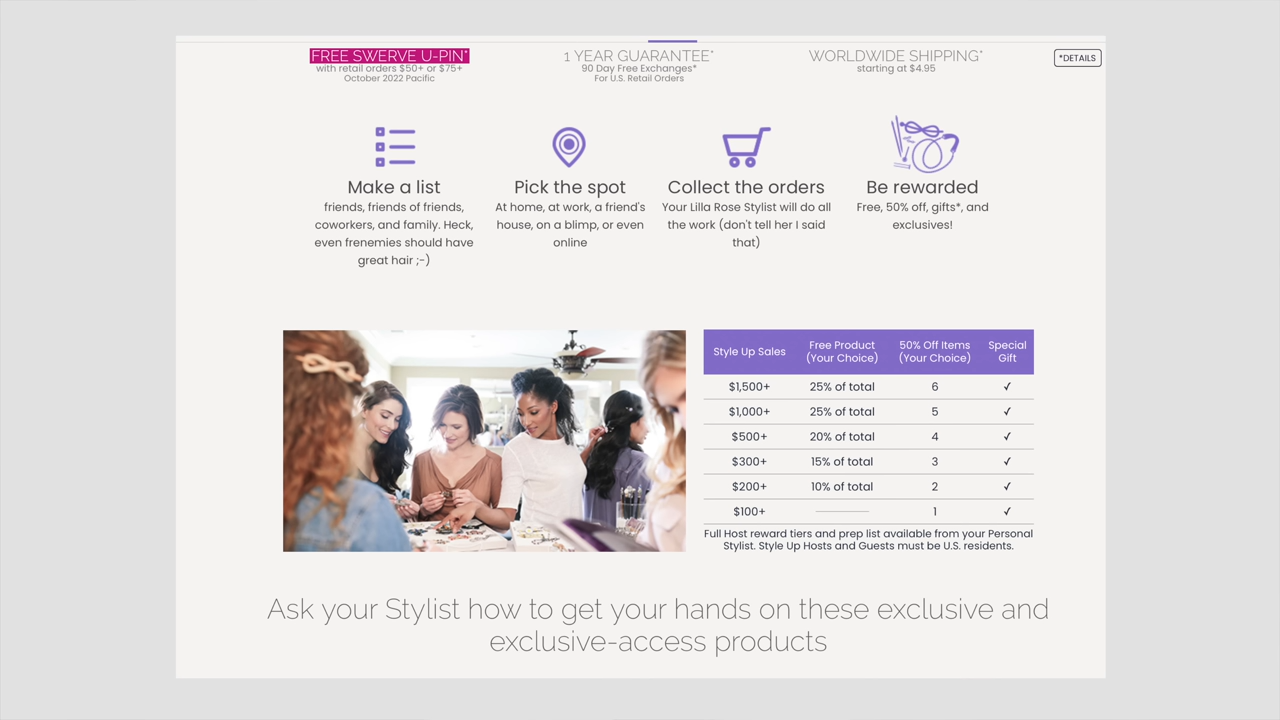 FREE SWERVE U-PIN*
with retail orders $50+ or $75+
October 2022 Pacific
1 YEAR GUARANTEE*
90 Day Free Exchanges*
For U.S. Retail Orders
WORLDWIDE SHIPPING*
starting at $4.95
*DETAILS
Make a list
friends, friends of friends,
coworkers, and family. Heck,
even frenemies should have
great hair ;-)
Pick the spot
At home, at work, a friend's
house, on a blimp, or even
online
Collect the orders
Your Lilla Rose Stylist will do all
the work (don't tell her I said
that)
Be rewarded
Free, 50% off, gifts*, and
exclusives!
Style Up Sales Free Product (Your Choice) 50% Off Items (Your Choice) Special Gift
$1,500+ 25% of total 6 ✓
$1,000+ 25% of total 5 ✓
$500+ 20% of total 4 ✓
$300+ 15% of total 3 ✓
$200+ 10% of total 2 ✓
$100+ 1 ✓
Full Host reward tiers and prep list available from your Personal
Stylist. Style Up Hosts and Guests must be U.S. residents.
Ask your Stylist how to get your hands on these exclusive and
exclusive-access products